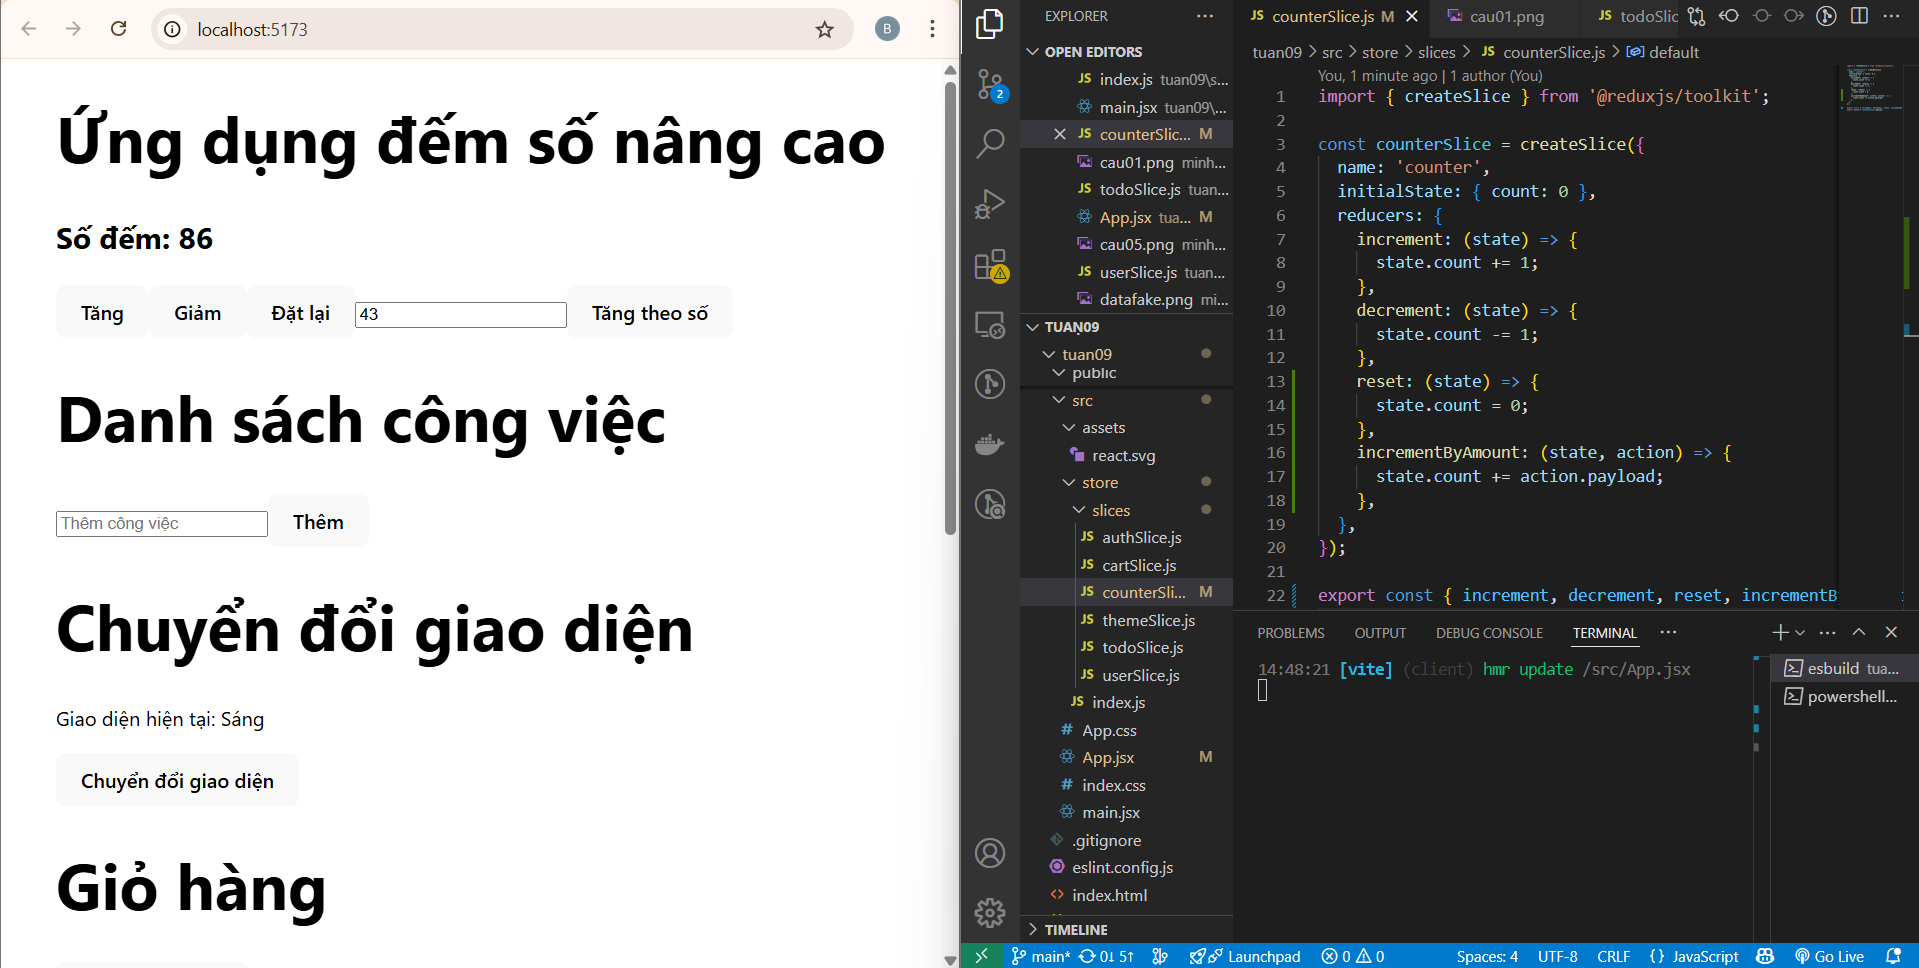 localhost:5173
B
Ứng dụng đếm số nâng cao
Số đếm: 86
Tăng
Giảm
Đặt lại
43
Tăng theo số
Danh sách công việc
Thêm công việc
Thêm
Chuyển đổi giao diện
Giao diện hiện tại: Sáng
Chuyển đổi giao diện
Giỏ hàng
2
EXPLORER
OPEN EDITORS
JS index.js tuan09\s...
main.jsx tuan09\...
JS counterSlic... M
cau01.png minh...
JS todoSlice.js tuan...
App.jsx tua... M
cau05.png minh...
JS userSlice.js tuan...
datafake.png mi...
TUAN09
tuan09
public
src
assets
react.svg
store
slices
JS authSlice.js
JS cartSlice.js
JS counterSli... M
JS themeSlice.js
JS todoSlice.js
JS userSlice.js
JS index.js
# App.css
App.jsx M
# index.css
main.jsx
.gitignore
eslint.config.js
<> index.html
TIMELINE
JS counterSlice.js M
cau01.png
JS todoSlic
tuan09 > src > store > slices > JS counterSlice.js > default
You, 1 minute ago | 1 author (You)
1 import { createSlice } from '@reduxjs/toolkit';
2
3 const counterSlice = createSlice({
4 name: 'counter',
5 initialState: { count: 0 },
6 reducers: {
7 increment: (state) => {
8 state.count += 1;
9 },
10 decrement: (state) => {
11 state.count -= 1;
12 },
13 reset: (state) => {
14 state.count = 0;
15 },
16 incrementByAmount: (state, action) => {
17 state.count += action.payload;
18 },
19 },
20 });
21
22 export const { increment, decrement, reset, incrementB
PROBLEMS OUTPUT DEBUG CONSOLE TERMINAL
14:48:21 [vite] (client) hmr update /src/App.jsx
esbuild tua...
powershell...
main* 0↓ 5↑ Launchpad 0 0 Spaces: 4 UTF-8 CRLF {} JavaScript Go Live